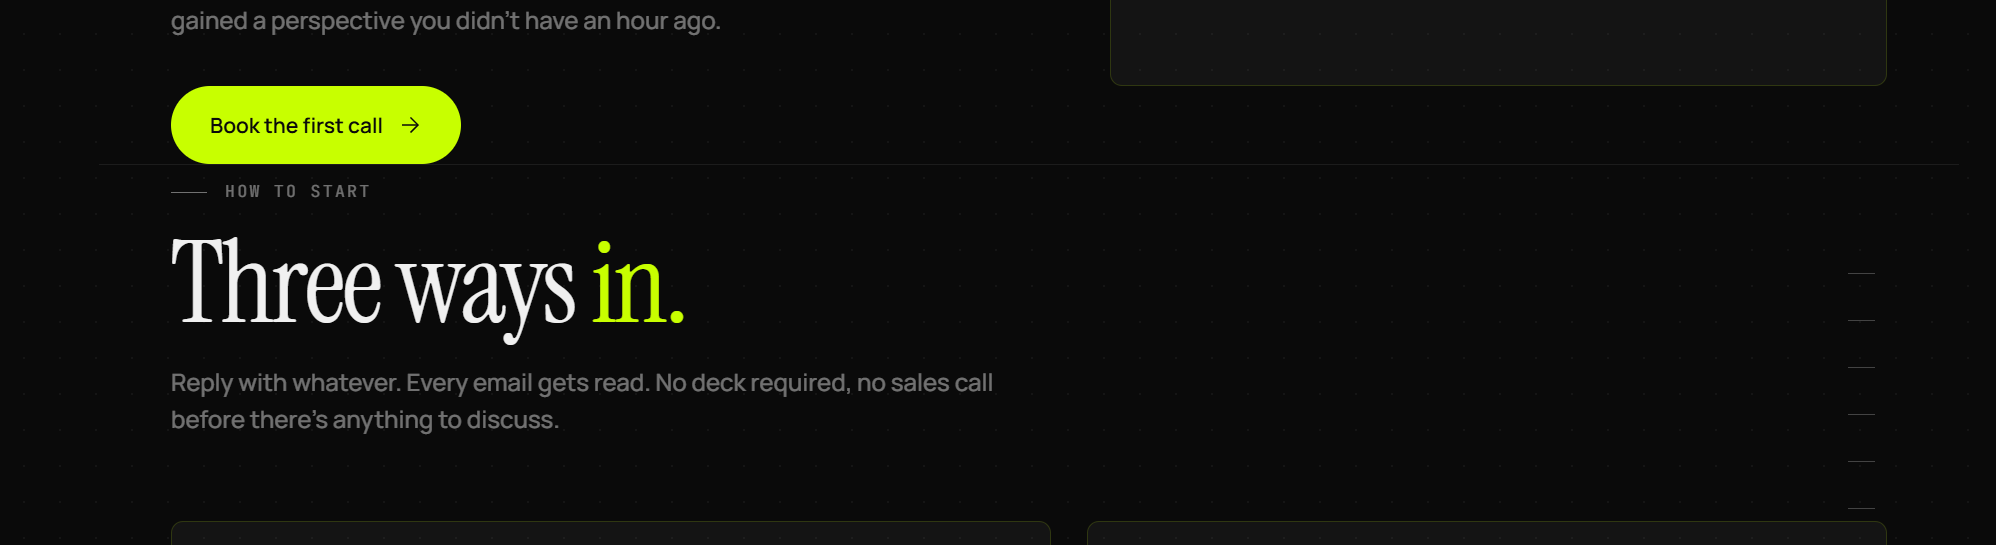 gained a perspective you didn’t have an hour ago.
Book the first call →
HOW TO START
Three ways in.
Reply with whatever. Every email gets read. No deck required, no sales call
before there’s anything to discuss.